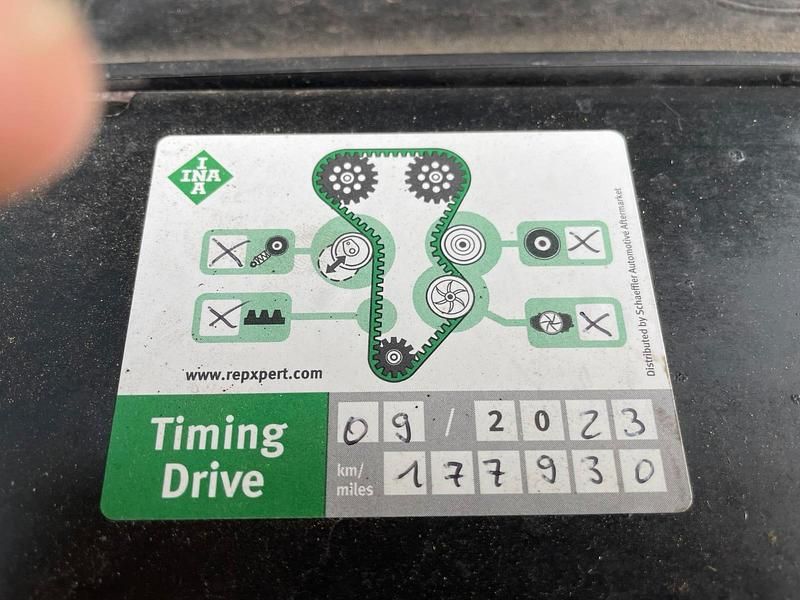 I
INA
A
Distributed by Schaeffler Automotive Aftermarket
www.repxpert.com
Timing
Drive
09 / 2023
km/
miles
177930